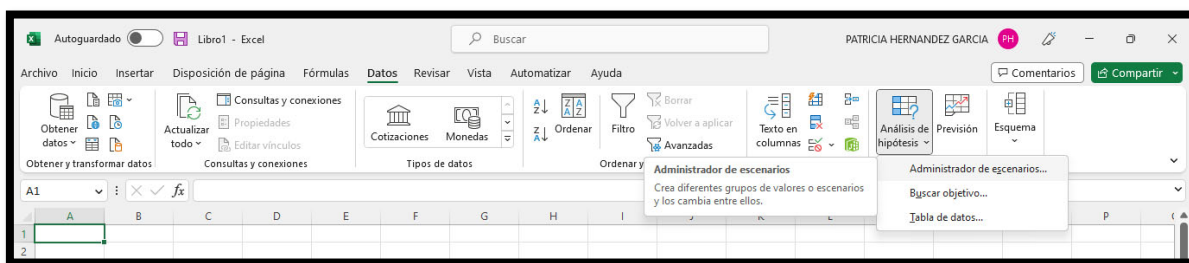 Autoguardado Libro1 - Excel Buscar PATRICIA HERNANDEZ GARCIA PH
Archivo Inicio Insertar Disposición de página Fórmulas Datos Revisar Vista Automatizar Ayuda Comentarios Compartir
Obtener datos
Actualizar todo
Consultas y conexiones
Propiedades
Editar vínculos
Cotizaciones Monedas
Ordenar
Filtro
Borrar
Volver a aplicar
Avanzadas
Texto en columnas
Análisis de hipótesis
Previsión
Esquema
Obtener y transformar datos Consultas y conexiones Tipos de datos Ordenar y
Administrador de escenarios
Crea diferentes grupos de valores o escenarios
y los cambia entre ellos.
Administrador de escenarios...
Buscar objetivo...
Tabla de datos...
A1 fx
A B C D E F G H I P
1
2